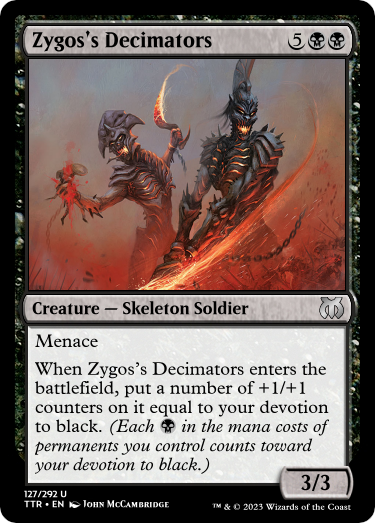 Zygos's Decimators 5
Creature — Skeleton Soldier
Menace
When Zygos's Decimators enters the
battlefield, put a number of +1/+1
counters on it equal to your devotion
to black. (Each in the mana costs of
permanents you control counts toward
your devotion to black.)
3/3
127/292 U
TTR • EN John McCambridge
™ & © 2023 Wizards of the Coast